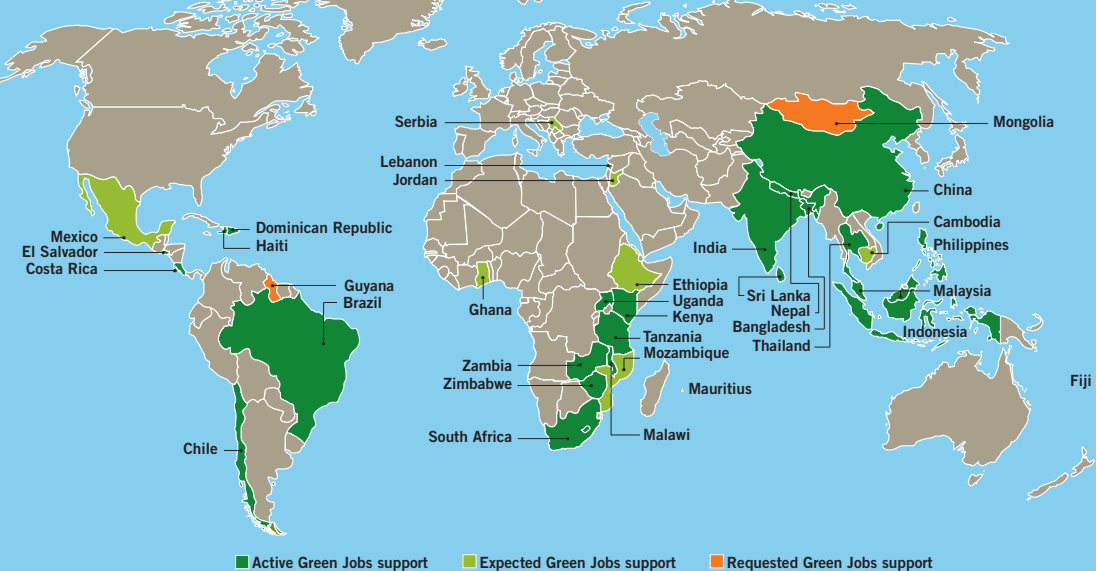 Serbia
Mongolia
Lebanon
Jordan
China
Dominican Republic
Haiti
Mexico
El Salvador
Costa Rica
Cambodia
Philippines
India
Guyana
Brazil
Ghana
Ethiopia
Uganda
Kenya
Sri Lanka
Nepal
Bangladesh
Thailand
Malaysia
Indonesia
Tanzania
Mozambique
Zambia
Zimbabwe
Mauritius
Fiji
South Africa
Malawi
Chile
Active Green Jobs support
Expected Green Jobs support
Requested Green Jobs support